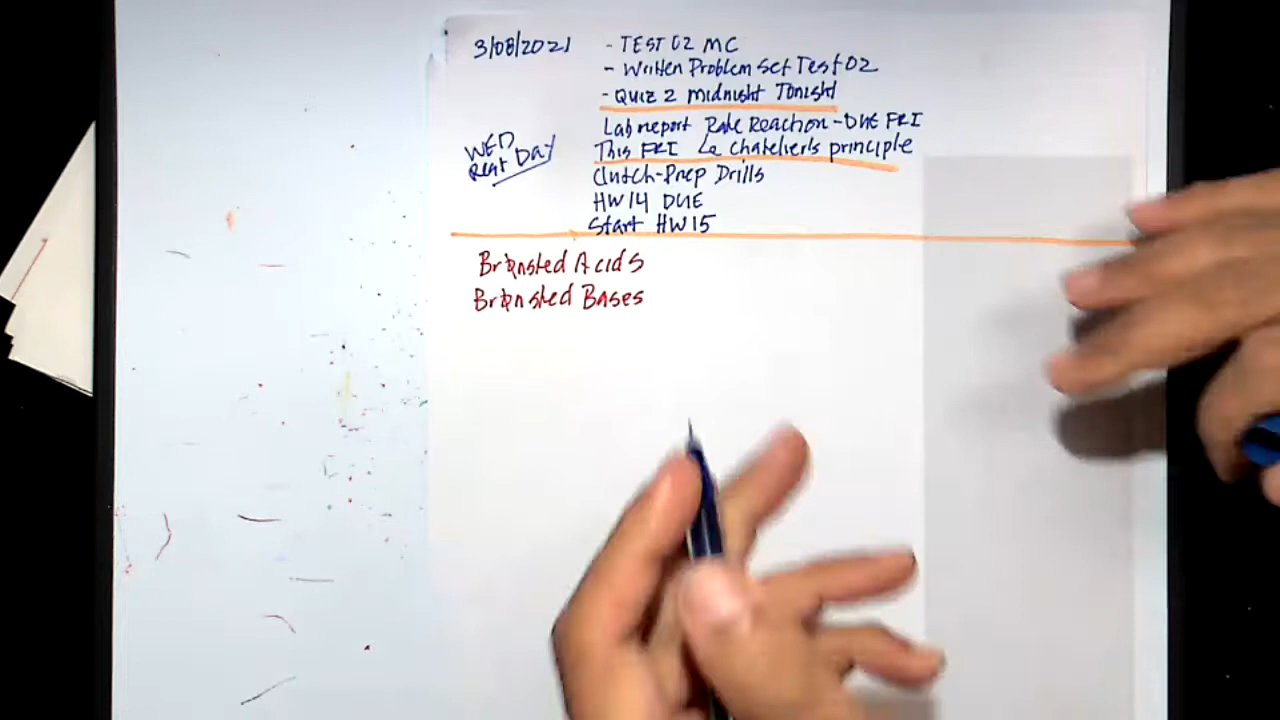 3/08/2021 - TEST 02 MC
- Written Problem Set Test 02
- Quiz 2 Midnight Tonight
Lab report Rate Reaction - DUE FRI
This FRI Le Chatelier's principle
WED
Rest Day
Clutch-Prep Drills
HW14 DUE
Start HW15
Brønsted Acids
Brønsted Bases